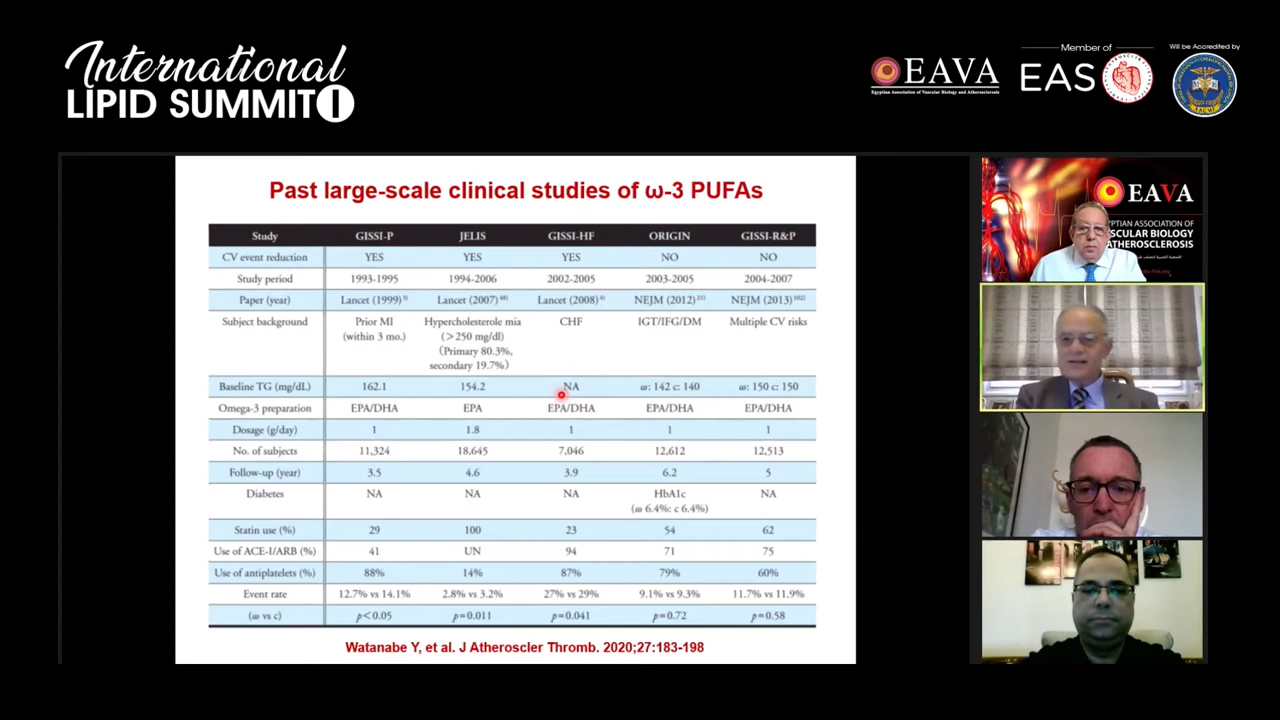 International
LIPID SUMMIT 1
EAVA
Egyptian Association of Vascular Biology and Atherosclerosis
Member of
EAS
Will be Accredited by
Past large-scale clinical studies of ω-3 PUFAs
Study GISSI-P JELIS GISSI-HF ORIGIN GISSI-R&P
CV event reduction YES YES YES NO NO
Study period 1993-1995 1994-2006 2002-2005 2003-2005 2004-2007
Paper (year) Lancet (1999) Lancet (2007) Lancet (2008) NEJM (2012) NEJM (2013)
Subject background Prior MI Hypercholesterole mia CHF IGT/IFG/DM Multiple CV risks
(within 3 mo.) (>250 mg/dl)
(Primary 80.3%,
secondary 19.7%)
Baseline TG (mg/dL) 162.1 154.2 NA ω: 142 c: 140 ω: 150 c: 150
Omega-3 preparation EPA/DHA EPA EPA/DHA EPA/DHA EPA/DHA
Dosage (g/day) 1 1.8 1 1 1
No. of subjects 11,324 18,645 7,046 12,612 12,513
Follow-up (year) 3.5 4.6 3.9 6.2 5
Diabetes NA NA NA HbA1c NA
(ω 6.4%: c 6.4%)
Statin use (%) 29 100 23 54 62
Use of ACE-I/ARB (%) 41 UN 94 71 75
Use of antiplatelets (%) 88% 14% 87% 79% 60%
Event rate 12.7% vs 14.1% 2.8% vs 3.2% 27% vs 29% 9.1% vs 9.3% 11.7% vs 11.9%
(ω vs c) p<0.05 p=0.011 p=0.041 p=0.72 p=0.58
Watanabe Y, et al. J Atheroscler Thromb. 2020;27:183-198
EAVA
ASSOCIATION OF
BIOLOGY
ATHEROSCLEROSIS